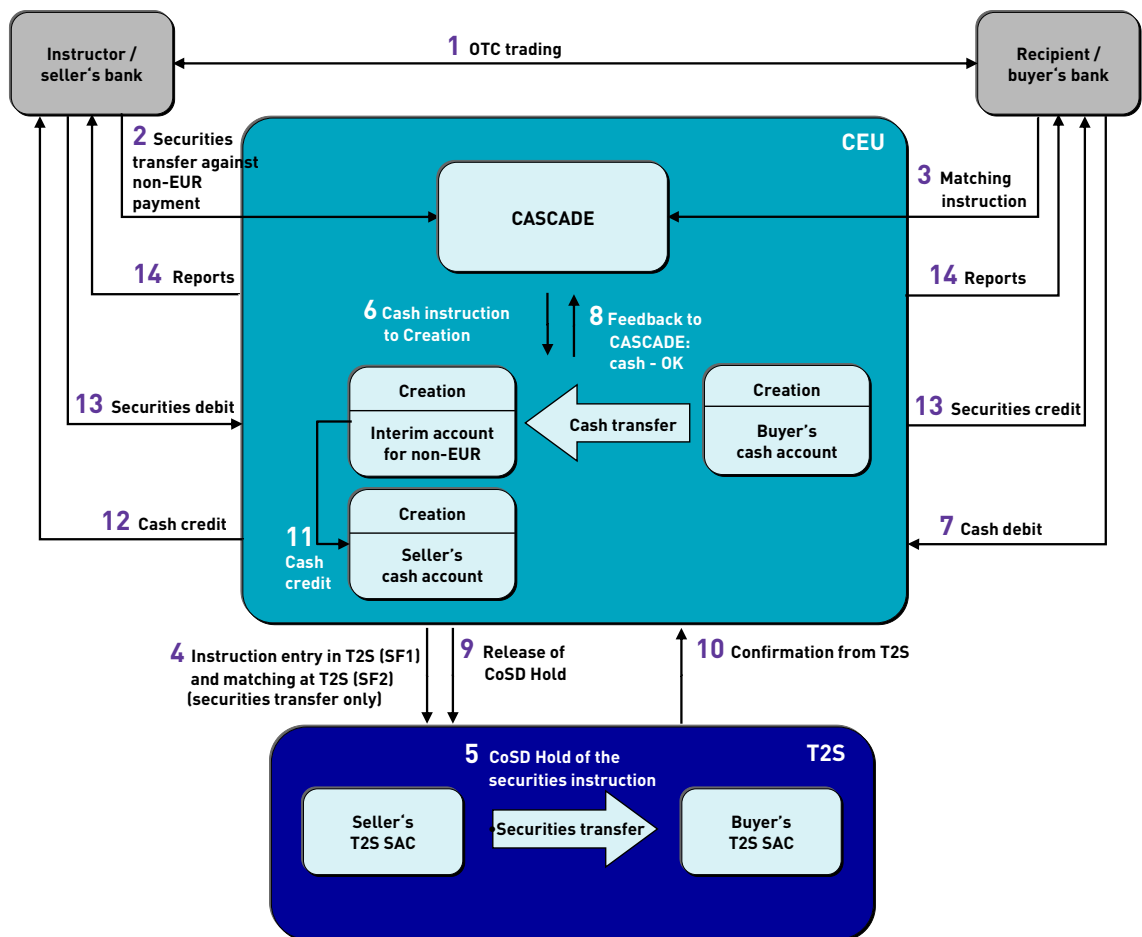 Instructor /
seller‘s bank
1 OTC trading
Recipient /
buyer‘s bank
CEU
2 Securities
transfer against
non-EUR
payment
CASCADE
3 Matching
instruction
14 Reports
14 Reports
6 Cash instruction
to Creation
8 Feedback to
CASCADE:
cash - OK
Creation
Interim account
for non-EUR
Cash transfer
Creation
Buyer’s
cash account
13 Securities debit
13 Securities credit
12 Cash credit
11
Cash
credit
Creation
Seller’s
cash account
7 Cash debit
4 Instruction entry in T2S (SF1)
and matching at T2S (SF2)
(securities transfer only)
9 Release of
CoSD Hold
10 Confirmation from T2S
T2S
5 CoSD Hold of the
securities instruction
Seller‘s
T2S SAC
Securities transfer
Buyer’s
T2S SAC